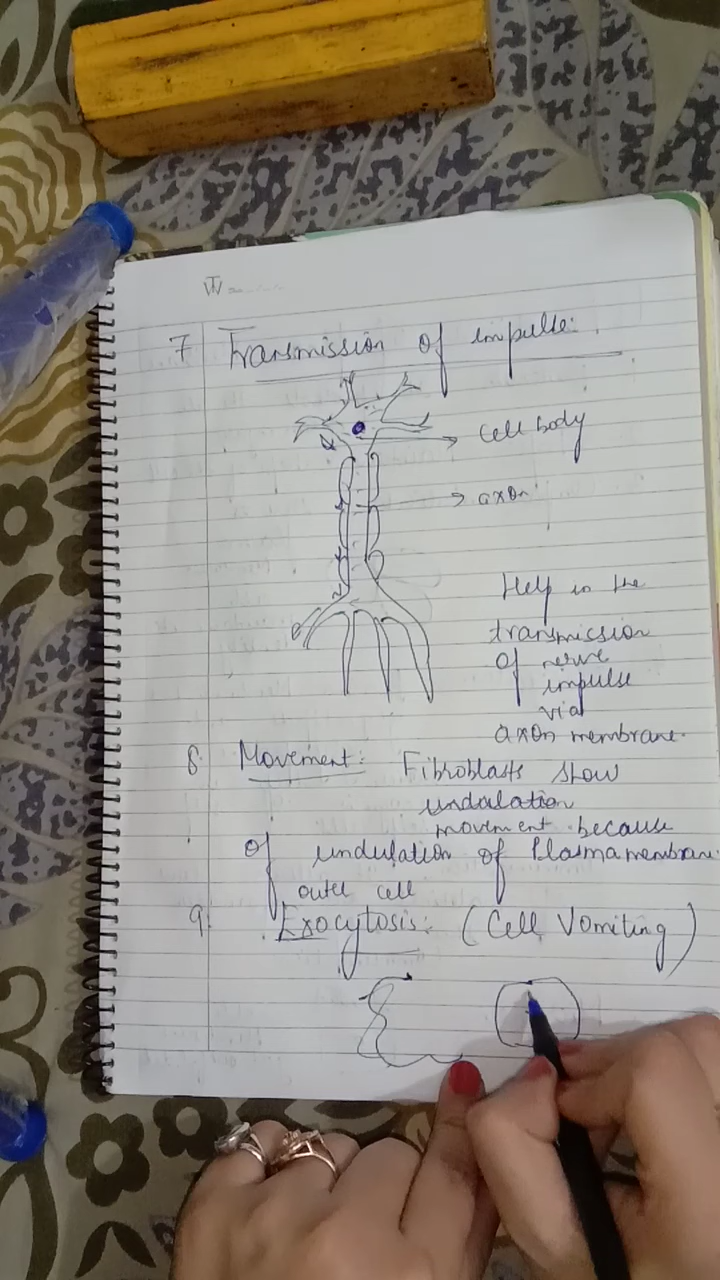 7 Transmission of impulse:
Cell body
axon
Help in the
transmission
of nerve
impulse
via
axon membrane.
8. Movement: Fibroblasts show
undulation
movement because
of undulation of Plasma membrane
outer cell
9. Exocytosis: (Cell Vomiting)